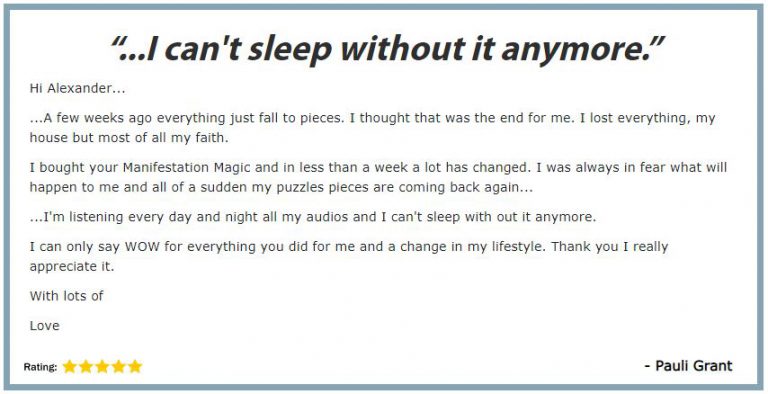 “...I can't sleep without it anymore.”
Hi Alexander...
...A few weeks ago everything just fall to pieces. I thought that was the end for me. I lost everything, my
house but most of all my faith.
I bought your Manifestation Magic and in less than a week a lot has changed. I was always in fear what will
happen to me and all of a sudden my puzzles pieces are coming back again...
...I'm listening every day and night all my audios and I can't sleep with out it anymore.
I can only say WOW for everything you did for me and a change in my lifestyle. Thank you I really
appreciate it.
With lots of
Love
Rating:
- Pauli Grant